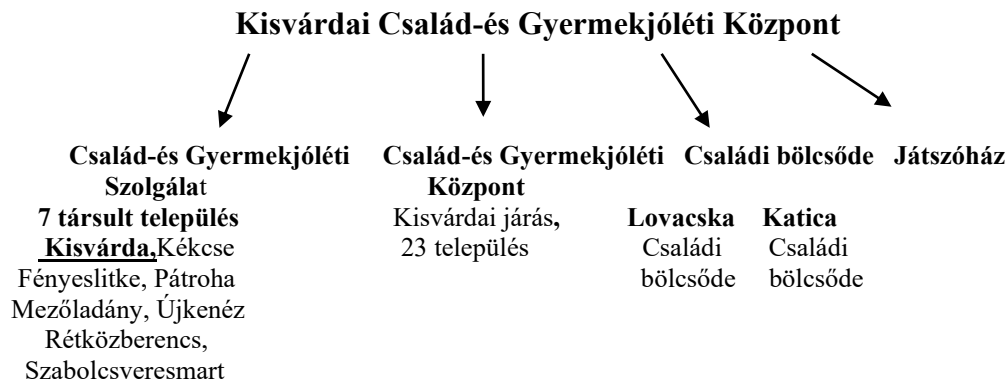 Kisvárdai Család-és Gyermekjóléti Központ
Család-és Gyermekjóléti
Szolgálat
7 társult település
Kisvárda,Kékcse
Fényeslitke, Pátroha
Mezőladány, Újkenéz
Rétközberencs,
Szabolcsveresmart
Család-és Gyermekjóléti
Központ
Kisvárdai járás,
23 település
Családi bölcsőde
Lovacska
Családi
bölcsőde
Katica
Családi
bölcsőde
Játszóház